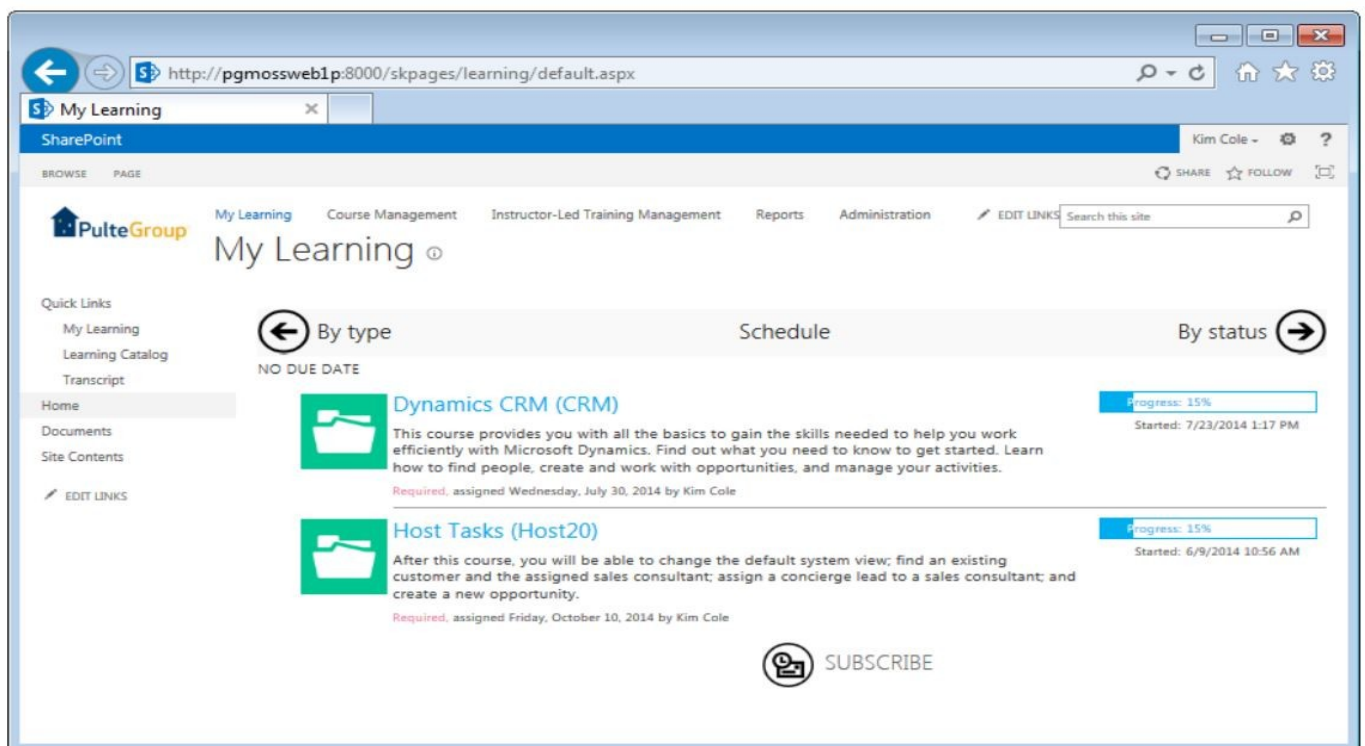 http://pgmossweb1p:8000/skpages/learning/default.aspx
My Learning
SharePoint
Kim Cole
?
BROWSE PAGE
SHARE FOLLOW
PulteGroup
My Learning Course Management Instructor-Led Training Management Reports Administration EDIT LINKS Search this site
My Learning
Quick Links
My Learning
Learning Catalog
Transcript
Home
Documents
Site Contents
EDIT LINKS
By type Schedule By status
NO DUE DATE
Dynamics CRM (CRM)
This course provides you with all the basics to gain the skills needed to help you work
efficiently with Microsoft Dynamics. Find out what you need to know to get started. Learn
how to find people, create and work with opportunities, and manage your activities.
Required, assigned Wednesday, July 30, 2014 by Kim Cole
Progress: 15%
Started: 7/23/2014 1:17 PM
Host Tasks (Host20)
After this course, you will be able to change the default system view; find an existing
customer and the assigned sales consultant; assign a concierge lead to a sales consultant; and
create a new opportunity.
Required, assigned Friday, October 10, 2014 by Kim Cole
Progress: 15%
Started: 6/9/2014 10:56 AM
SUBSCRIBE